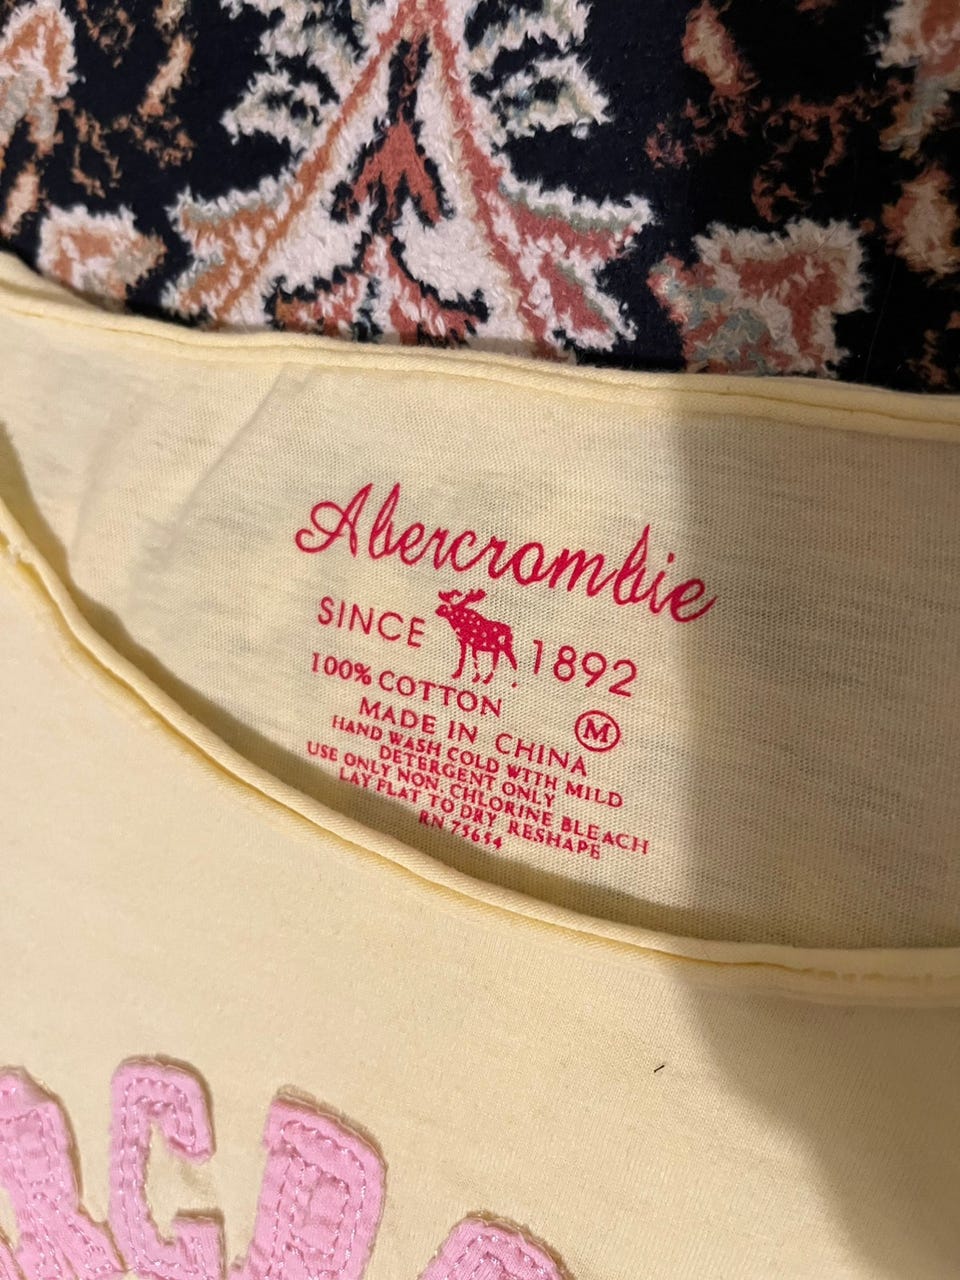 Abercrombie
SINCE 1892
100% COTTON
MADE IN CHINA M
HAND WASH COLD WITH MILD
DETERGENT ONLY
USE ONLY NON. CHLORINE BLEACH
LAY FLAT TO DRY RESHAPE
RN 75654
RCR